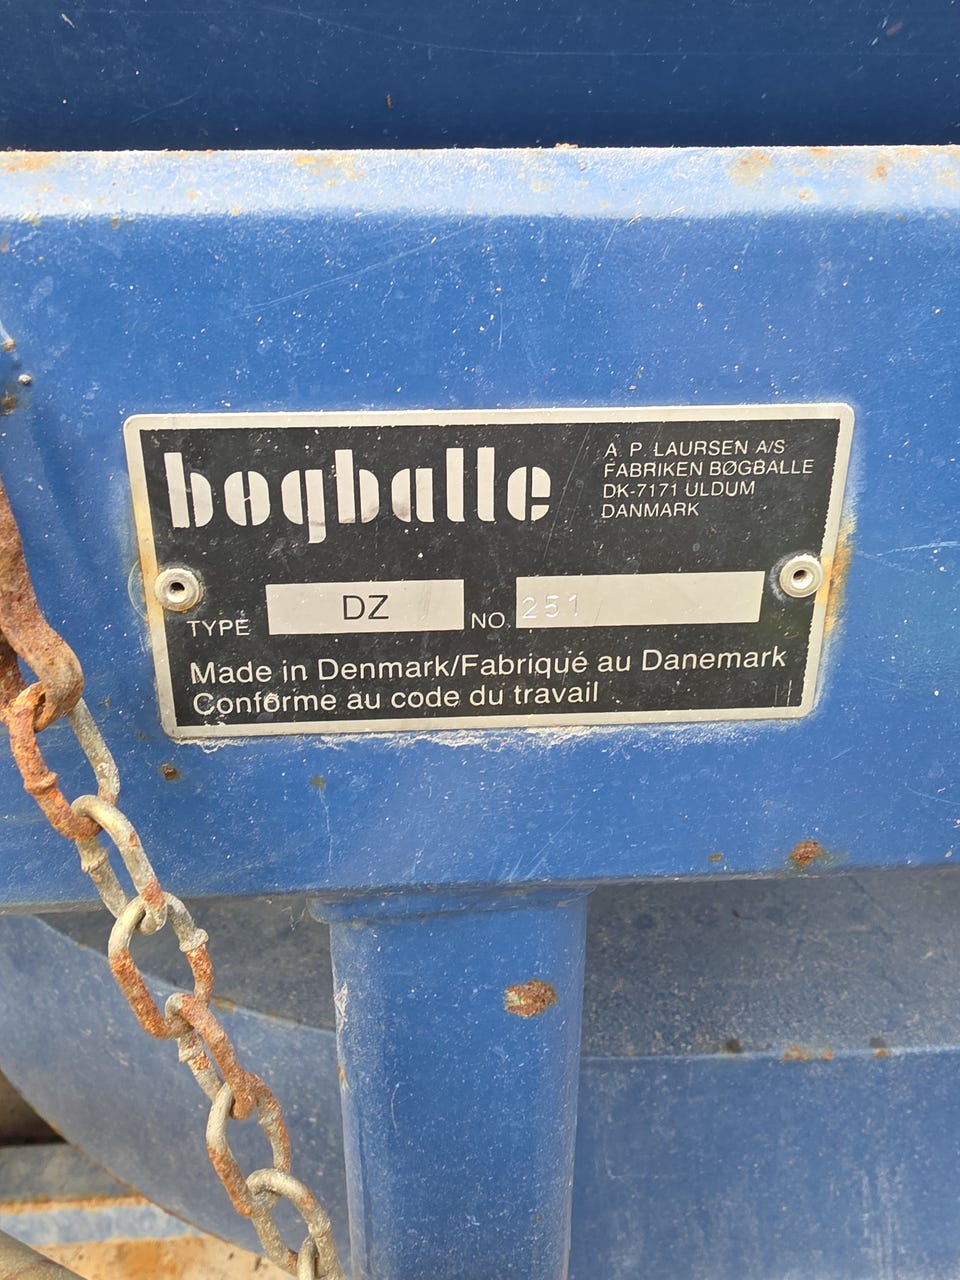 bøgballe
A. P. LAURSEN A/S
FABRIKEN BØGBALLE
DK-7171 ULDUM
DANMARK
TYPE DZ NO. 251
Made in Denmark/Fabriqué au Danemark
Conforme au code du travail